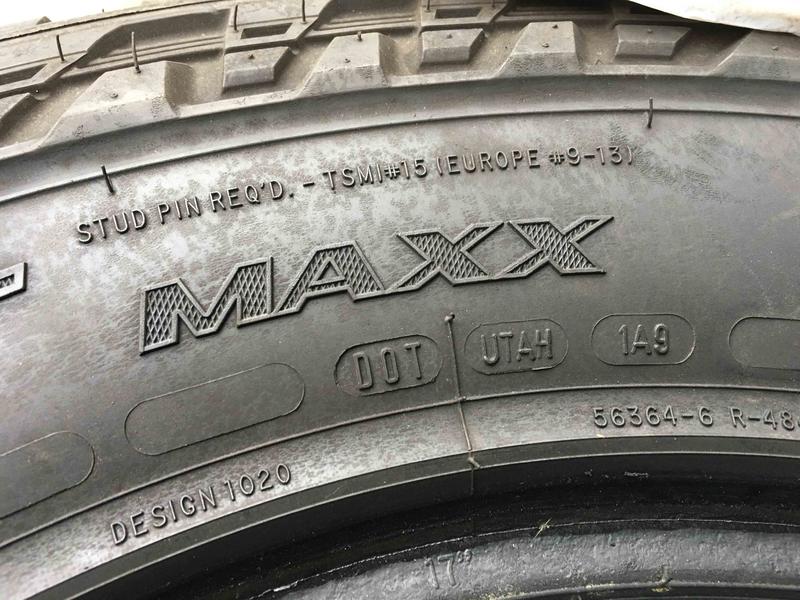 STUD PIN REQ'D. - TSMI#15 (EUROPE #9-13)
MAXX
DOT UTAH 1A9
56364-6 R-48
DESIGN 1020
17"